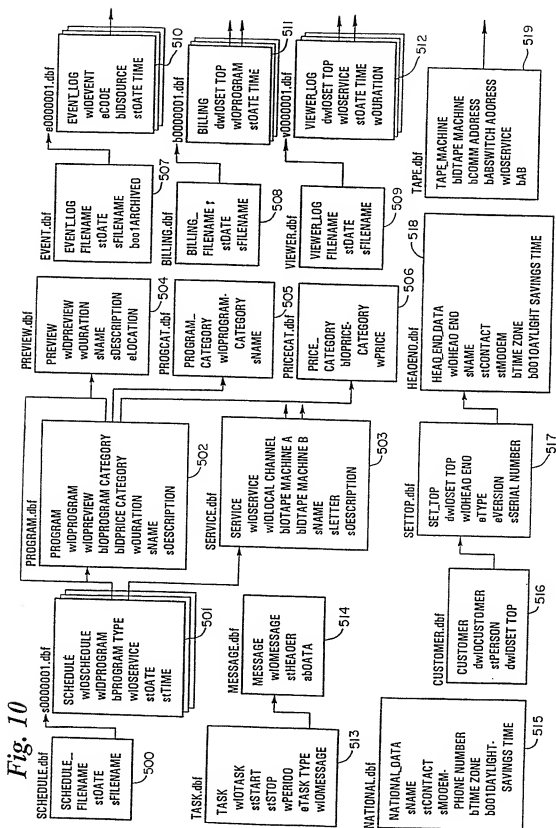 Fig. 10
SCHEDULE.dbf
SCHEDULE_
FILENAME
stDATE
sFILENAME
500
s0000001.dbf
SCHEDULE
wIDSCHEDULE
wIDPROGRAM
bPROGRAM TYPE
wIDSERVICE
stDATE
stTIME
501
PROGRAM.dbf
PROGRAM
wIDPROGRAM
wIDPREVIEW
bIDPROGRAM CATEGORY
bIDPRICE CATEGORY
wDURATION
sNAME
sDESCRIPTION
502
SERVICE.dbf
SERVICE
wIDSERVICE
wIDLOCAL CHANNEL
bIDTAPE MACHINE A
bIDTAPE MACHINE B
sNAME
sLETTER
sDESCRIPTION
503
PREVIEW.dbf
PREVIEW
wIDPREVIEW
wDURATION
sNAME
sDESCRIPTION
eLOCATION
504
PROGCAT.dbf
PROGRAM_
CATEGORY
wIDPROGRAM-
CATEGORY
sNAME
505
PRICECAT.dbf
PRICE_
CATEGORY
bIDPRICE-
CATEGORY
wPRICE
506
EVENT.dbf
EVENT_LOG
FILENAME
stDATE
sFILENAME
boo1ARCHIVED
507
e0000001.dbf
EVENT_LOG
wIDEVENT
eCODE
bIDSOURCE
stDATE TIME
510
BILLING.dbf
BILLING_
FILENAME
stDATE
sFILENAME
508
b0000001.dbf
BILLING
dwIDSET TOP
wIDPROGRAM
stDATE TIME
511
VIEWER.dbf
VIEWER_LOG
FILENAME
stDATE
sFILENAME
509
v0000001.dbf
VIEWER_LOG
dwIDSET TOP
wIDSERVICE
stDATE TIME
wDURATION
512
TASK.dbf
TASK
wIDTASK
stSTART
stSTOP
wPERIDO
eTASK TYPE
wIDMESSAGE
513
MESSAGE.dbf
MESSAGE
wIDMESSAGE
stHEADER
abDATA
514
NATIONAL.dbf
NATIONAL_DATA
sNAME
stCONTACT
sMODEM-
PHONE NUMBER
bTIME ZONE
boo1DAYLIGHT-
SAVINGS TIME
515
CUSTOMER.dbf
CUSTOMER
dwIDCUSTOMER
stPERSON
dwIDSET TOP
516
SETTOP.dbf
SET_TOP
dwIDSET TOP
wIDHEAD END
eTYPE
eVERSION
sSERIAL NUMBER
517
HEADEND.dbf
HEAD_END_DATA
wIDHEAD END
sNAME
stCONTACT
stMODEM
bTIME ZONE
boo1DAYLIGHT SAVINGS TIME
518
TAPE.dbf
TAPE_MACHINE
bIDTAPE MACHINE
bCOMM ADDRESS
bABSWITCH ADDRESS
wIDSERVICE
bAB
519